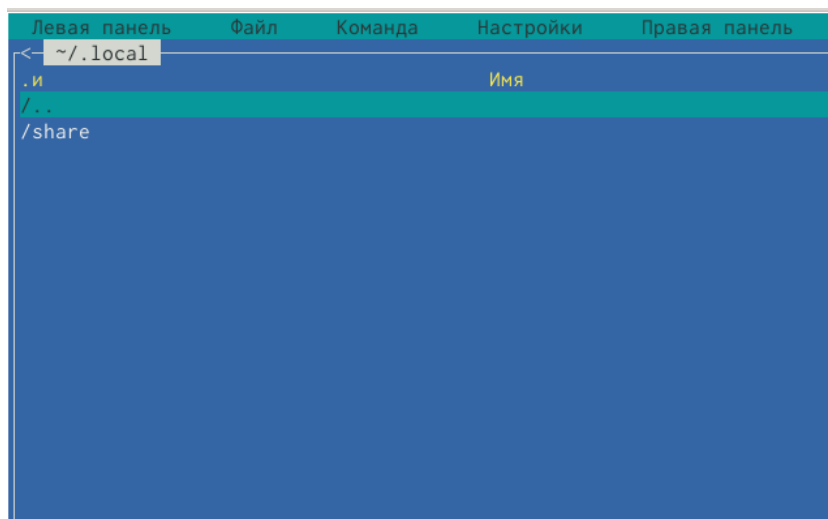 Левая панель Файл Команда Настройки Правая панель
<─ ~/.local
.и Имя
/..
/share